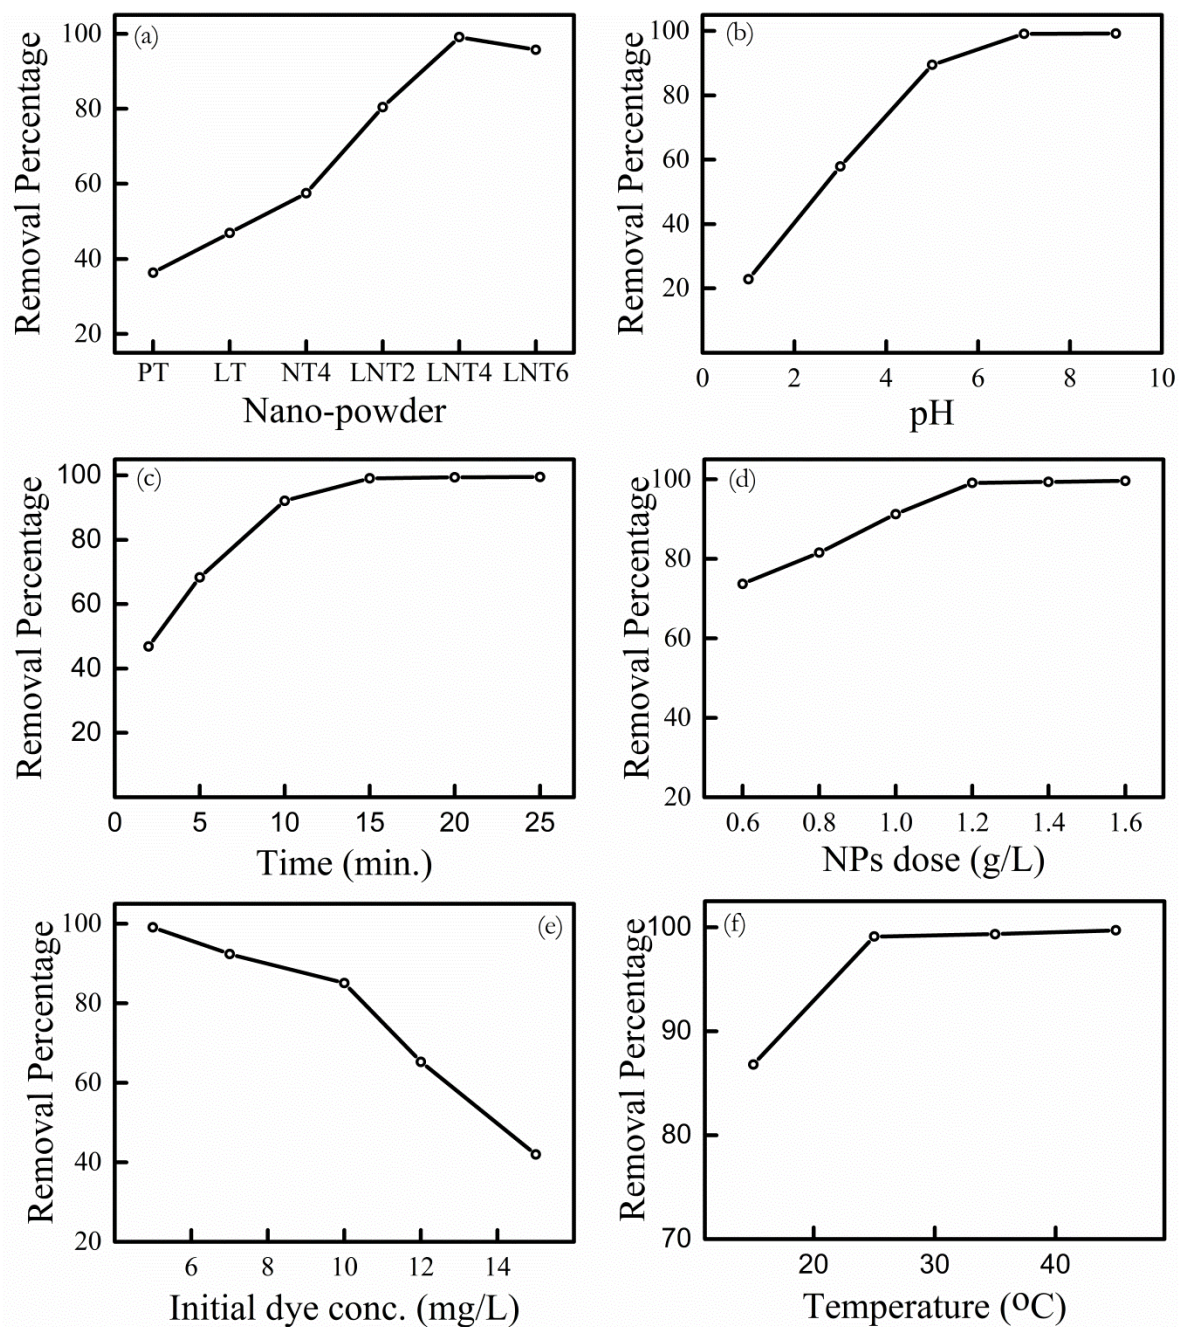 (a)
Removal Percentage
100
80
60
40
20
PT LT NT4 LNT2 LNT4 LNT6
Nano-powder
(b)
Removal Percentage
100
80
60
40
20
0 2 4 6 8 10
pH
(c)
Removal Percentage
100
80
60
40
20
0 5 10 15 20 25
Time (min.)
(d)
Removal Percentage
100
80
60
40
20
0.6 0.8 1.0 1.2 1.4 1.6
NPs dose (g/L)
(e)
Removal Percentage
100
80
60
40
20
6 8 10 12 14
Initial dye conc. (mg/L)
(f)
Removal Percentage
100
90
80
70
20 30 40
Temperature (ºC)